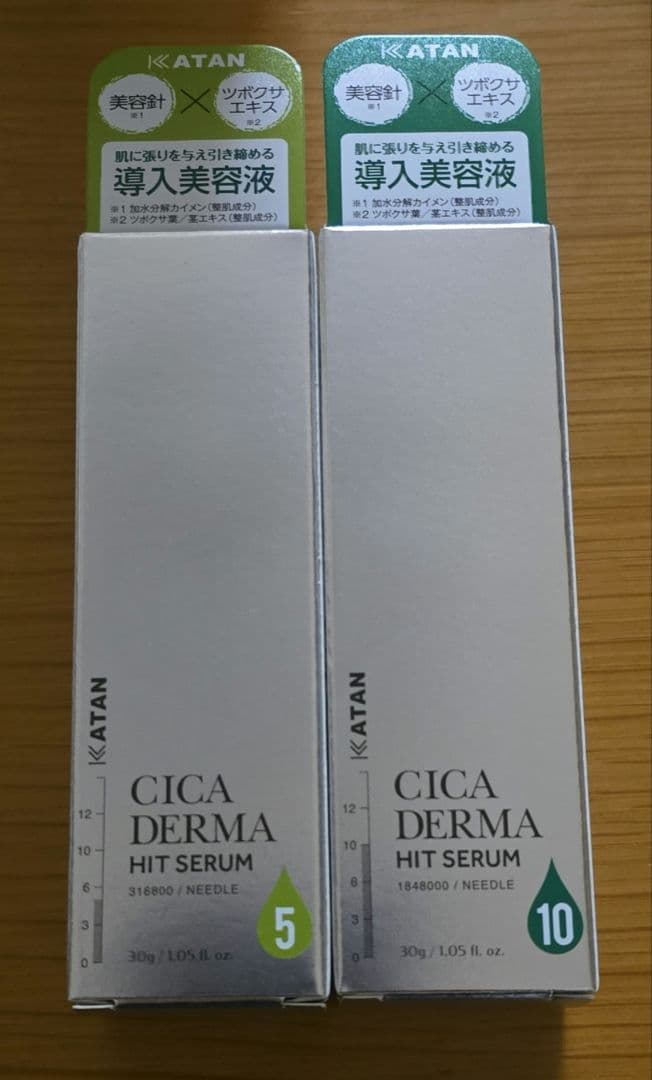 KATAN
美容針
※1
×
ツボクサ
エキス
※2
肌に張りを与え引き締める
導入美容液
※1 加水分解カイメン(整肌成分)
※2 ツボクサ葉/茎エキス(整肌成分)
KATAN
12
10
6
3
0
CICA
DERMA
HIT SERUM
316800 / NEEDLE
5
30g / 1.05 fl. oz.
KATAN
美容針
※1
×
ツボクサ
エキス
※2
肌に張りを与え引き締める
導入美容液
※1 加水分解カイメン(整肌成分)
※2 ツボクサ葉/茎エキス(整肌成分)
KATAN
12
10
6
3
0
CICA
DERMA
HIT SERUM
1848000 / NEEDLE
10
30g / 1.05 fl. oz.